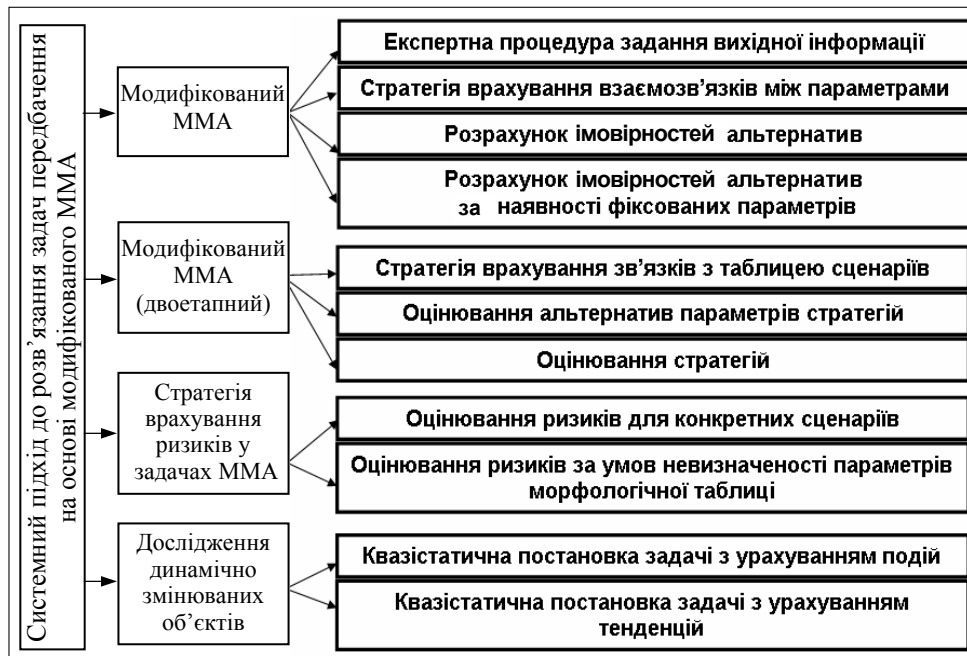 Системний підхід до розв’язання задач передбачення
на основі модифікованого ММА
Модифікований
ММА
Експертна процедура задання вихідної інформації
Стратегія врахування взаємозв'язків між параметрами
Розрахунок імовірностей альтернатив
Розрахунок імовірностей альтернатив
за наявності фіксованих параметрів
Модифікований
ММА
(двоетапний)
Стратегія врахування зв'язків з таблицею сценаріїв
Оцінювання альтернатив параметрів стратегій
Оцінювання стратегій
Стратегія
врахування
ризиків у
задачах ММА
Оцінювання ризиків для конкретних сценаріїв
Оцінювання ризиків за умов невизначеності параметрів
морфологічної таблиці
Дослідження
динамічно
змінюваних
об’єктів
Квазістатична постановка задачі з урахуванням подій
Квазістатична постановка задачі з урахуванням
тенденцій